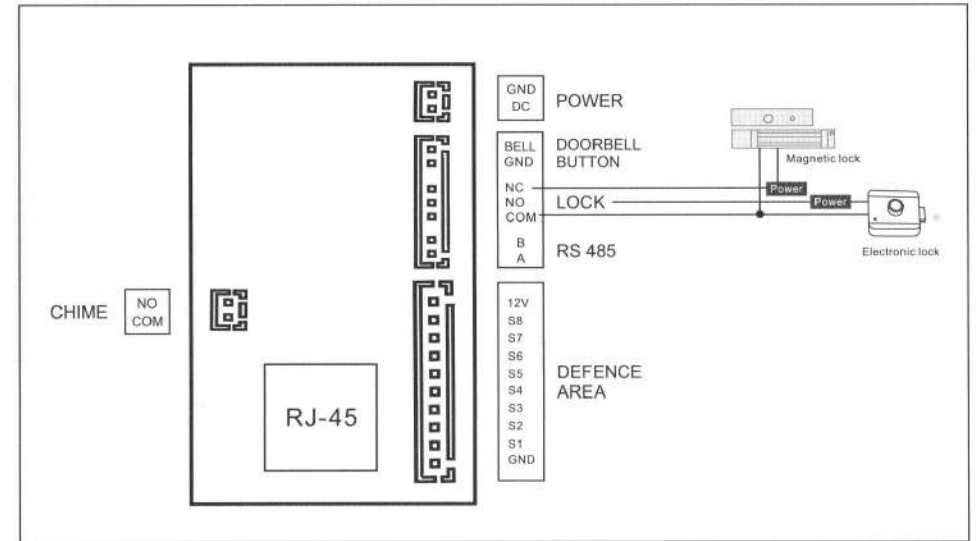 GND
DC
POWER
BELL
GND
DOORBELL
BUTTON
NC
NO
COM
LOCK
B
A
RS 485
Magnetic lock
Power
Power
Electronic lock
CHIME
NO
COM
12V
S8
S7
S6
S5
S4
S3
S2
S1
GND
DEFENCE
AREA
RJ-45